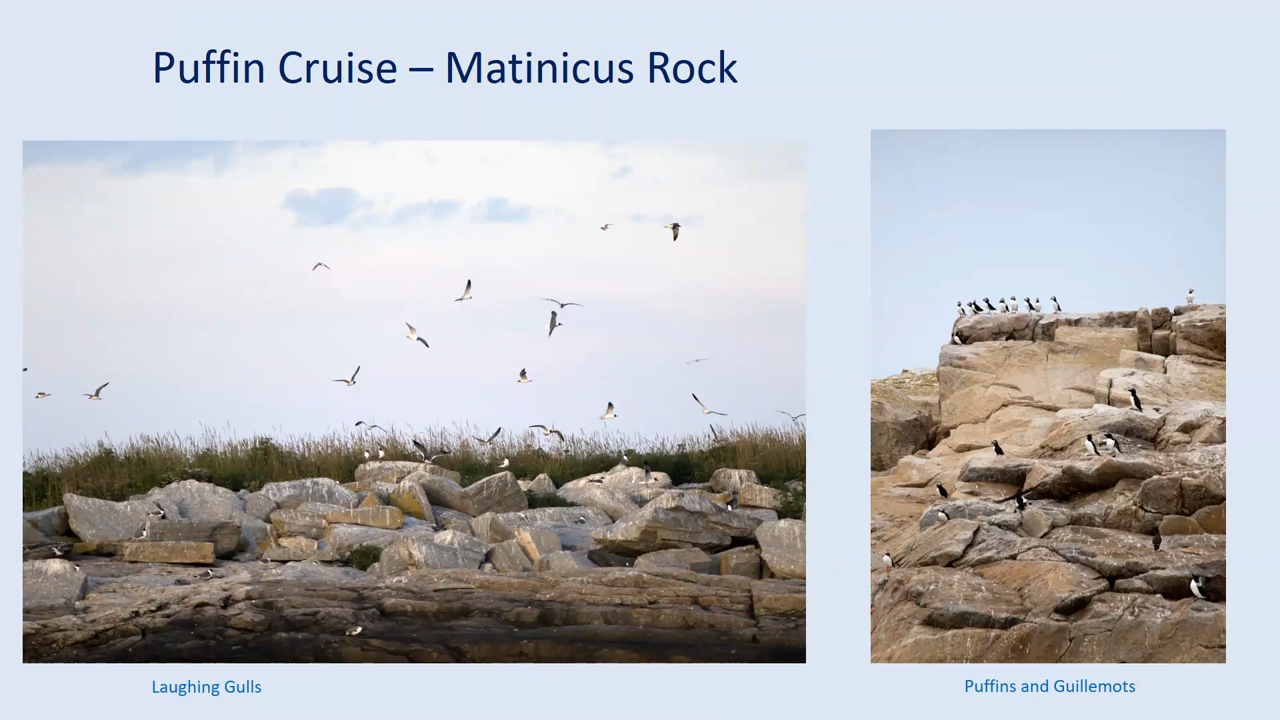 Puffin Cruise – Matinicus Rock
Laughing Gulls
Puffins and Guillemots